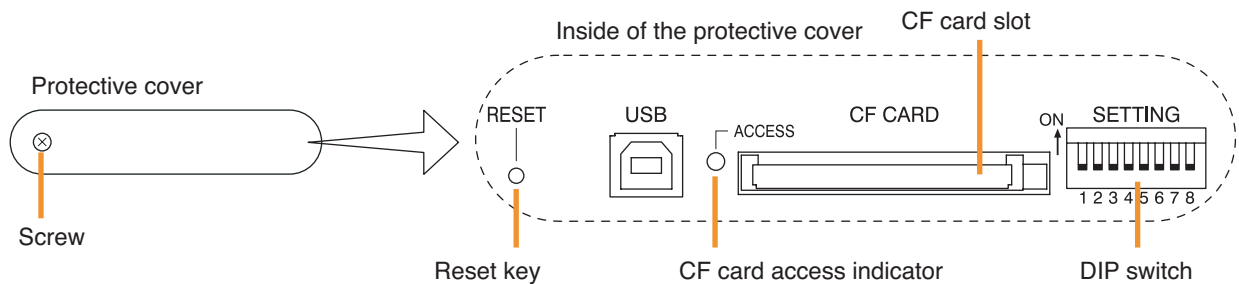 CF card slot
Inside of the protective cover
Protective cover
RESET
USB
ACCESS
CF CARD
ON
SETTING
1 2 3 4 5 6 7 8
Screw
Reset key
CF card access indicator
DIP switch